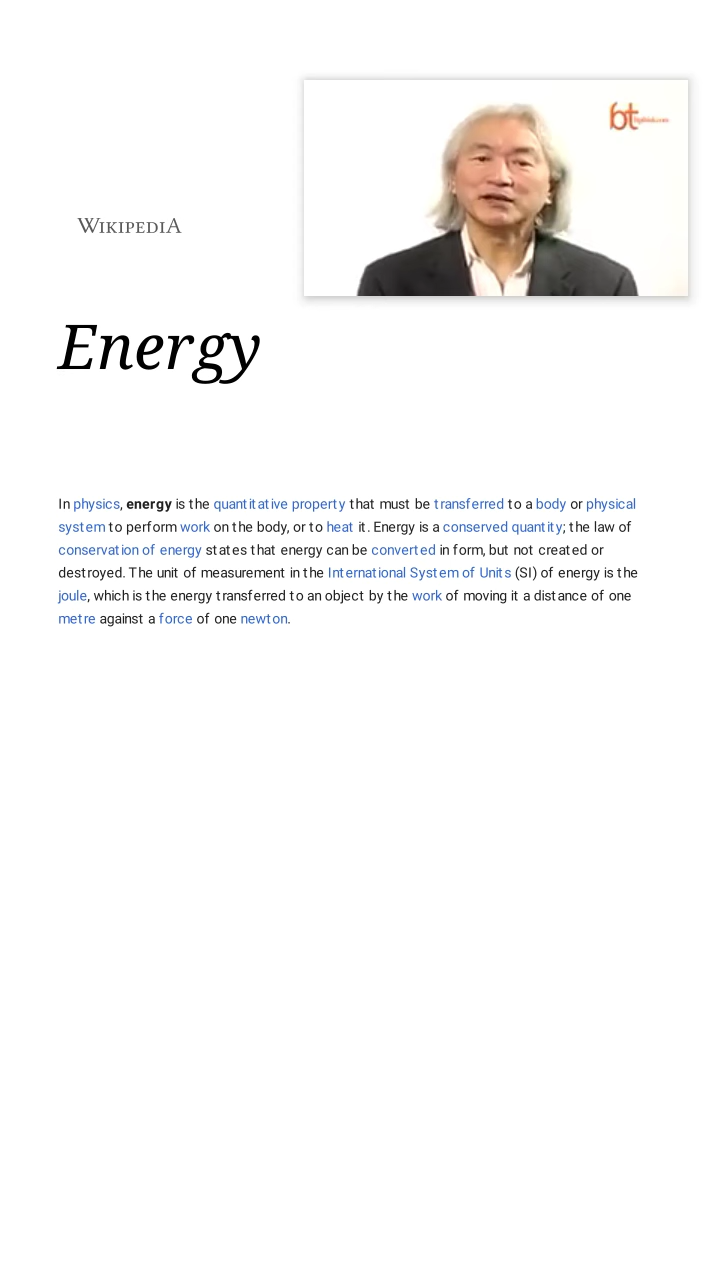 bt bigthink.com
WIKIPEDIA
Energy
In physics, energy is the quantitative property that must be transferred to a body or physical
system to perform work on the body, or to heat it. Energy is a conserved quantity; the law of
conservation of energy states that energy can be converted in form, but not created or
destroyed. The unit of measurement in the International System of Units (SI) of energy is the
joule, which is the energy transferred to an object by the work of moving it a distance of one
metre against a force of one newton.